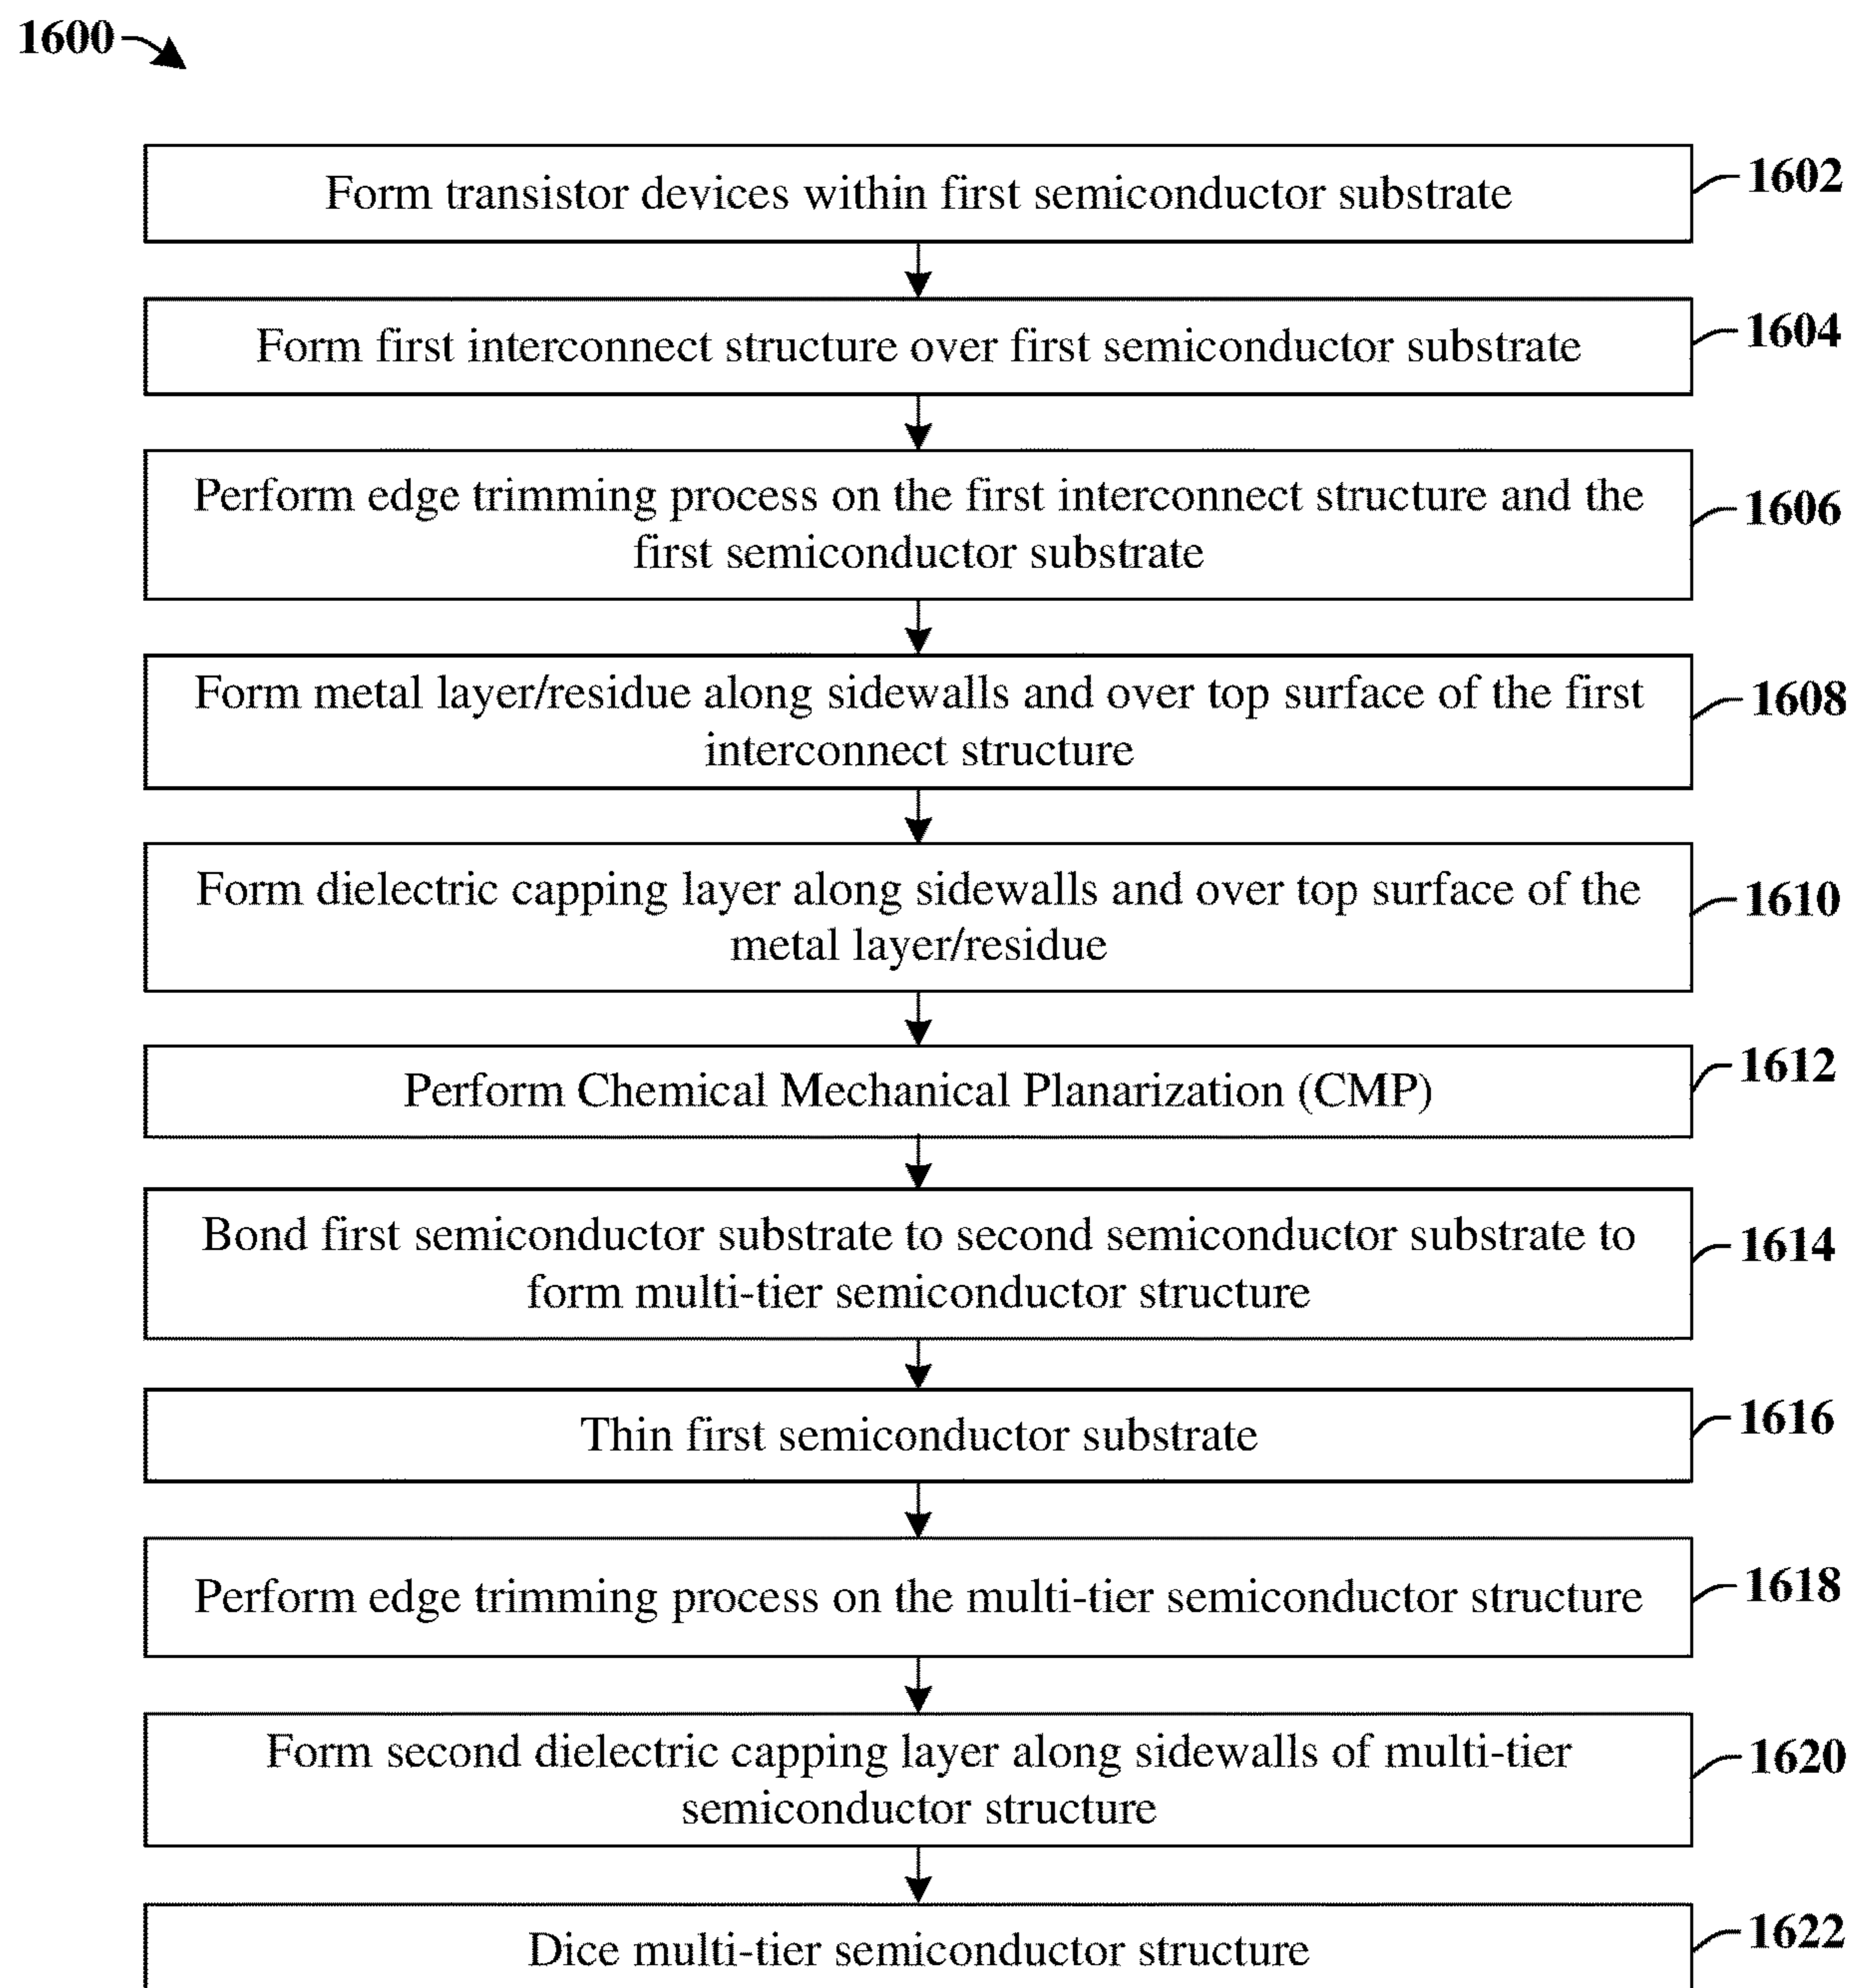 1600
Form transistor devices within first semiconductor substrate
1602
Form first interconnect structure over first semiconductor substrate
1604
Perform edge trimming process on the first interconnect structure and the
first semiconductor substrate
1606
Form metal layer/residue along sidewalls and over top surface of the first
interconnect structure
1608
Form dielectric capping layer along sidewalls and over top surface of the
metal layer/residue
1610
Perform Chemical Mechanical Planarization (CMP)
1612
Bond first semiconductor substrate to second semiconductor substrate to
form multi-tier semiconductor structure
1614
Thin first semiconductor substrate
1616
Perform edge trimming process on the multi-tier semiconductor structure
1618
Form second dielectric capping layer along sidewalls of multi-tier
semiconductor structure
1620
Dice multi-tier semiconductor structure
1622